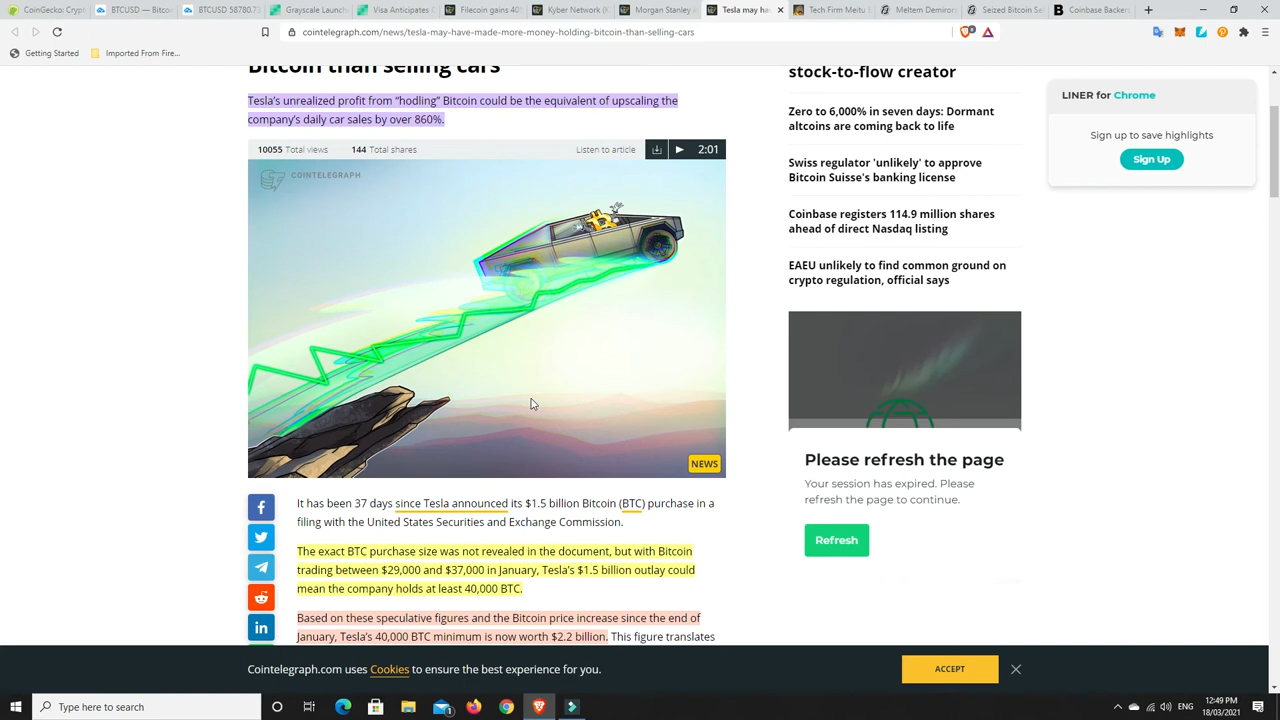 CoinGecko: Crypto
BTCUSD — Bitcoi
BTCUSD 58780.72
Grayscale Launch
Visa Anticipates C
Filecoin gains 40%
Kyber Network (K
Morgan Stanley
Tesla may hav
Tech Firm Meitu
Meltem Demirors
Seized Bitcoin Se
Coinbase Backers
cointelegraph.com/news/tesla-may-have-made-more-money-holding-bitcoin-than-selling-cars
Getting Started
Imported From Fire...
Bitcoin than selling cars
Tesla's unrealized profit from "hodling" Bitcoin could be the equivalent of upscaling the
company's daily car sales by over 860%.
10055 Total views
144 Total shares
Listen to article
2:01
COINTELEGRAPH
NEWS
It has been 37 days since Tesla announced its $1.5 billion Bitcoin (BTC) purchase in a
filing with the United States Securities and Exchange Commission.
The exact BTC purchase size was not revealed in the document, but with Bitcoin
trading between $29,000 and $37,000 in January, Tesla's $1.5 billion outlay could
mean the company holds at least 40,000 BTC.
Based on these speculative figures and the Bitcoin price increase since the end of
January, Tesla's 40,000 BTC minimum is now worth $2.2 billion. This figure translates
stock-to-flow creator
Zero to 6,000% in seven days: Dormant
altcoins are coming back to life
Swiss regulator 'unlikely' to approve
Bitcoin Suisse's banking license
Coinbase registers 114.9 million shares
ahead of direct Nasdaq listing
EAEU unlikely to find common ground on
crypto regulation, official says
Please refresh the page
Your session has expired. Please
refresh the page to continue.
Refresh
LINER for Chrome
Sign up to save highlights
Sign Up
Cointelegraph.com uses Cookies to ensure the best experience for you.
ACCEPT
Type here to search
ENG
12:49 PM
18/03/2021